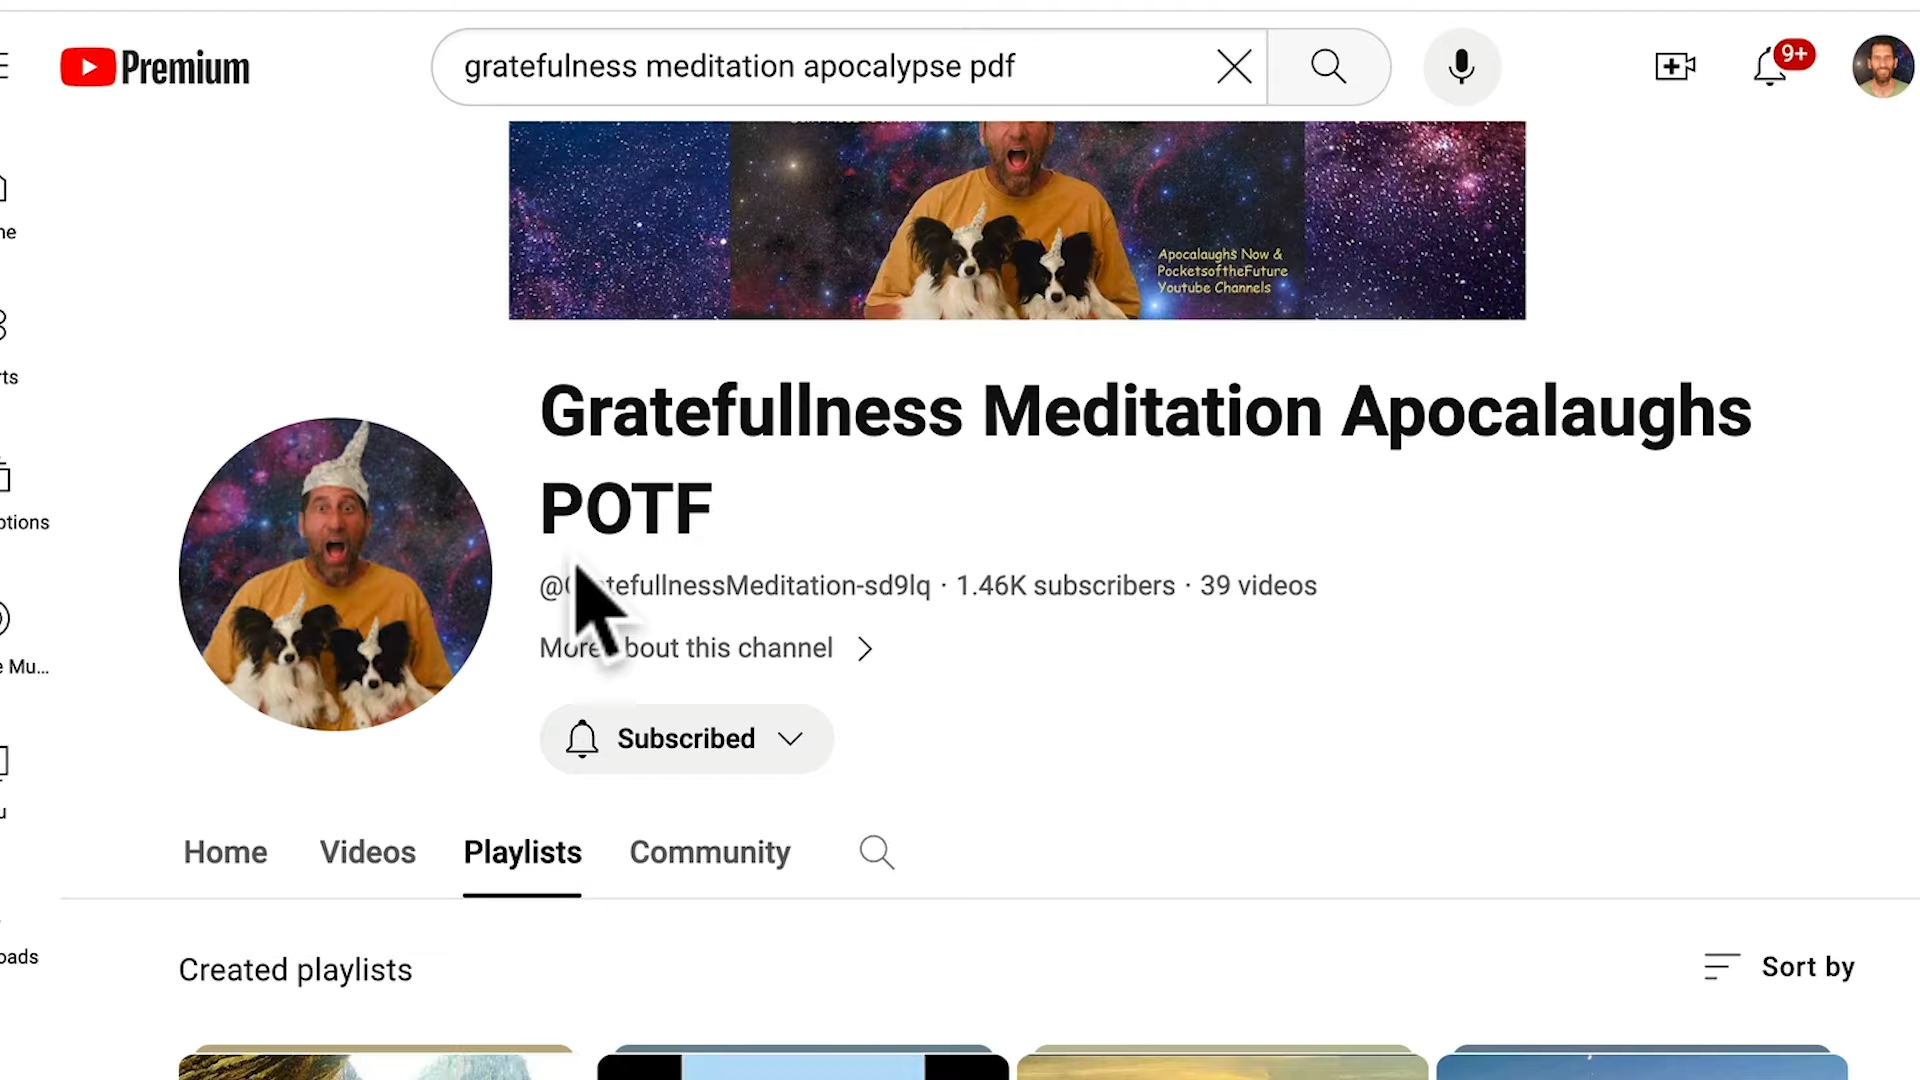 Premium
gratefulness meditation apocalypse pdf
9+
Apocalaughs Now &
PocketsoftheFuture
Youtube Channels
Gratefullness Meditation Apocalaughs
POTF
tefullnessMeditation-sd9lq · 1.46K subscribers · 39 videos
More bout this channel
Subscribed
Home Videos Playlists Community
Created playlists
Sort by